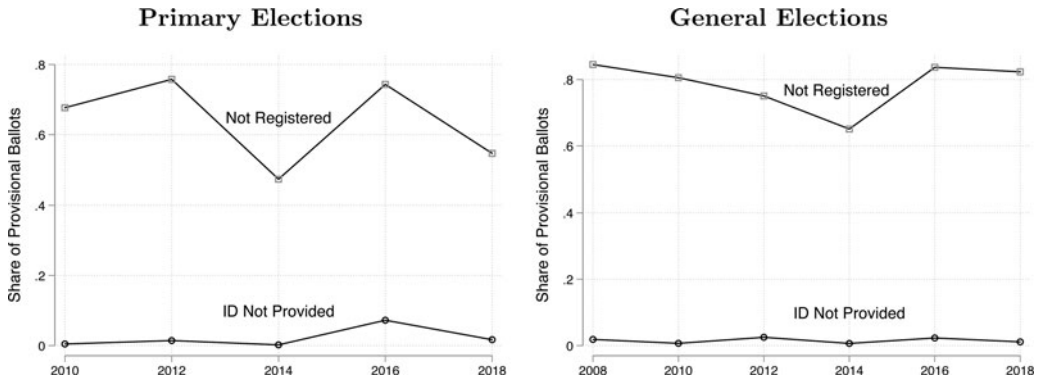 Primary Elections
Share of Provisional Ballots
.8
.6
.4
.2
0
Not Registered
ID Not Provided
2010 2012 2014 2016 2018
General Elections
Share of Provisional Ballots
.8
.6
.4
.2
0
Not Registered
ID Not Provided
2008 2010 2012 2014 2016 2018